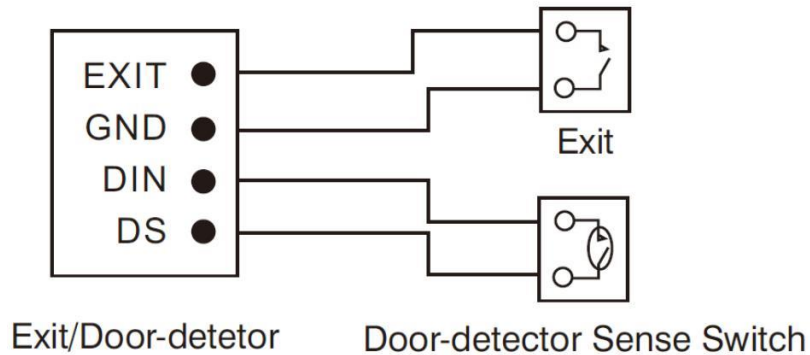 EXIT
GND
DIN
DS
Exit
Exit/Door-detetor
Door-detector Sense Switch